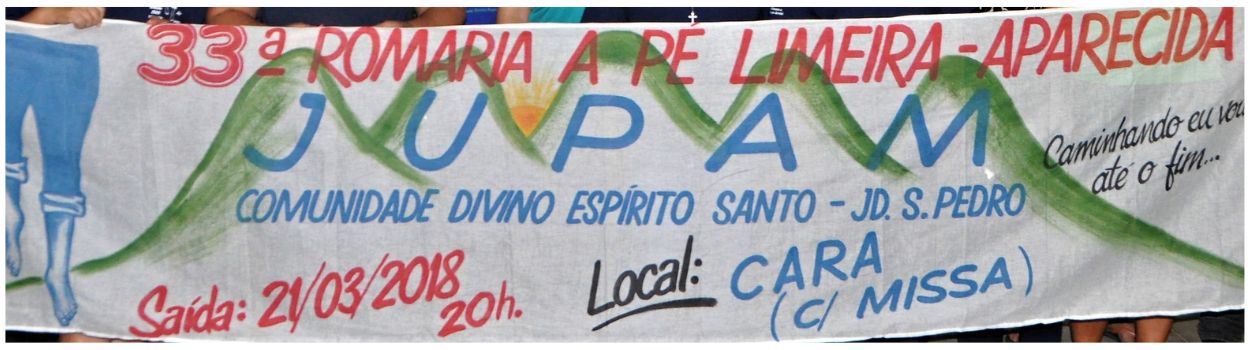 33ª ROMARIA A PÉ LIMEIRA - APARECIDA
JUPAM
COMUNIDADE DIVINO ESPÍRITO SANTO - JD. S. PEDRO
Caminhando eu vou
até o fim...
Saída: 21/03/2018
20h.
Local: CARA
(C/ MISSA)